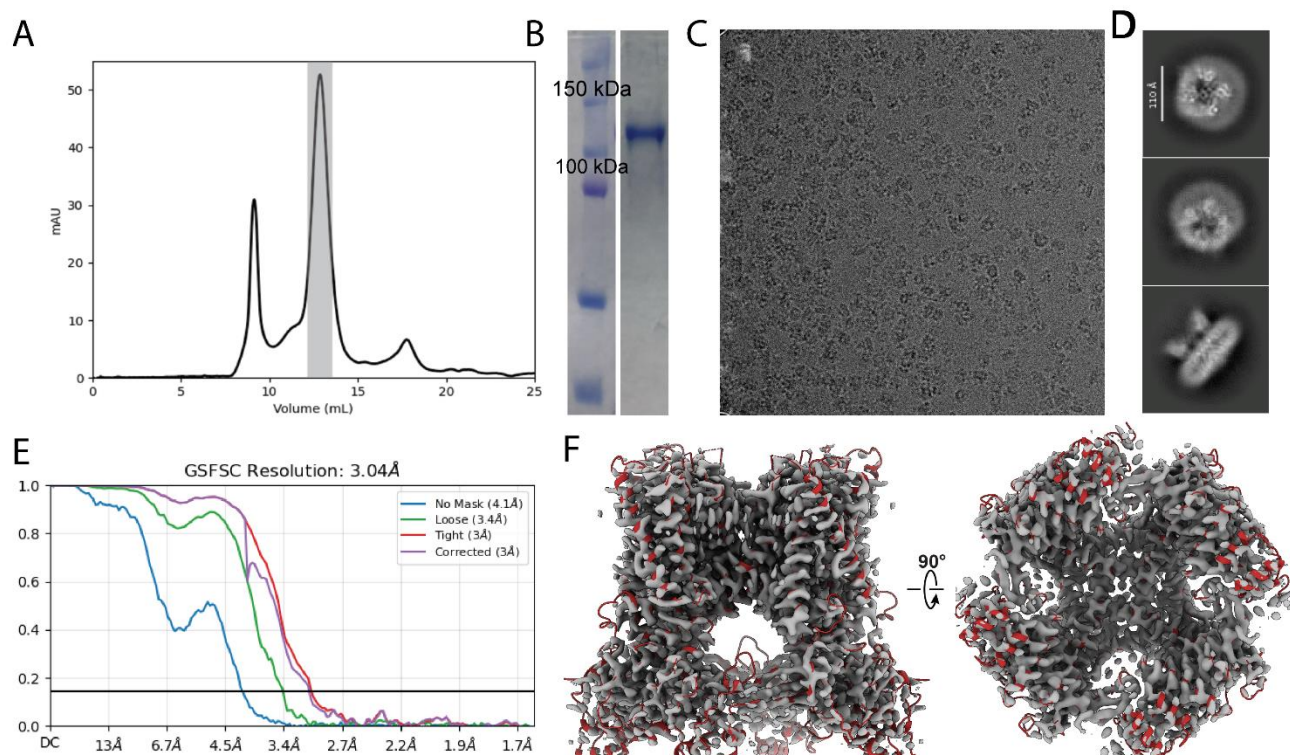 A
50
40
30
20
10
0
mAU
0 5 10 15 20 25
Volume (mL)
B
150 kDa
100 kDa
C
D
110 Å
E
GSFSC Resolution: 3.04Å
1.0
0.8
0.6
0.4
0.2
0.0
No Mask (4.1Å)
Loose (3.4Å)
Tight (3Å)
Corrected (3Å)
DC 13Å 6.7Å 4.5Å 3.4Å 2.7Å 2.2Å 1.9Å 1.7Å
F
90°